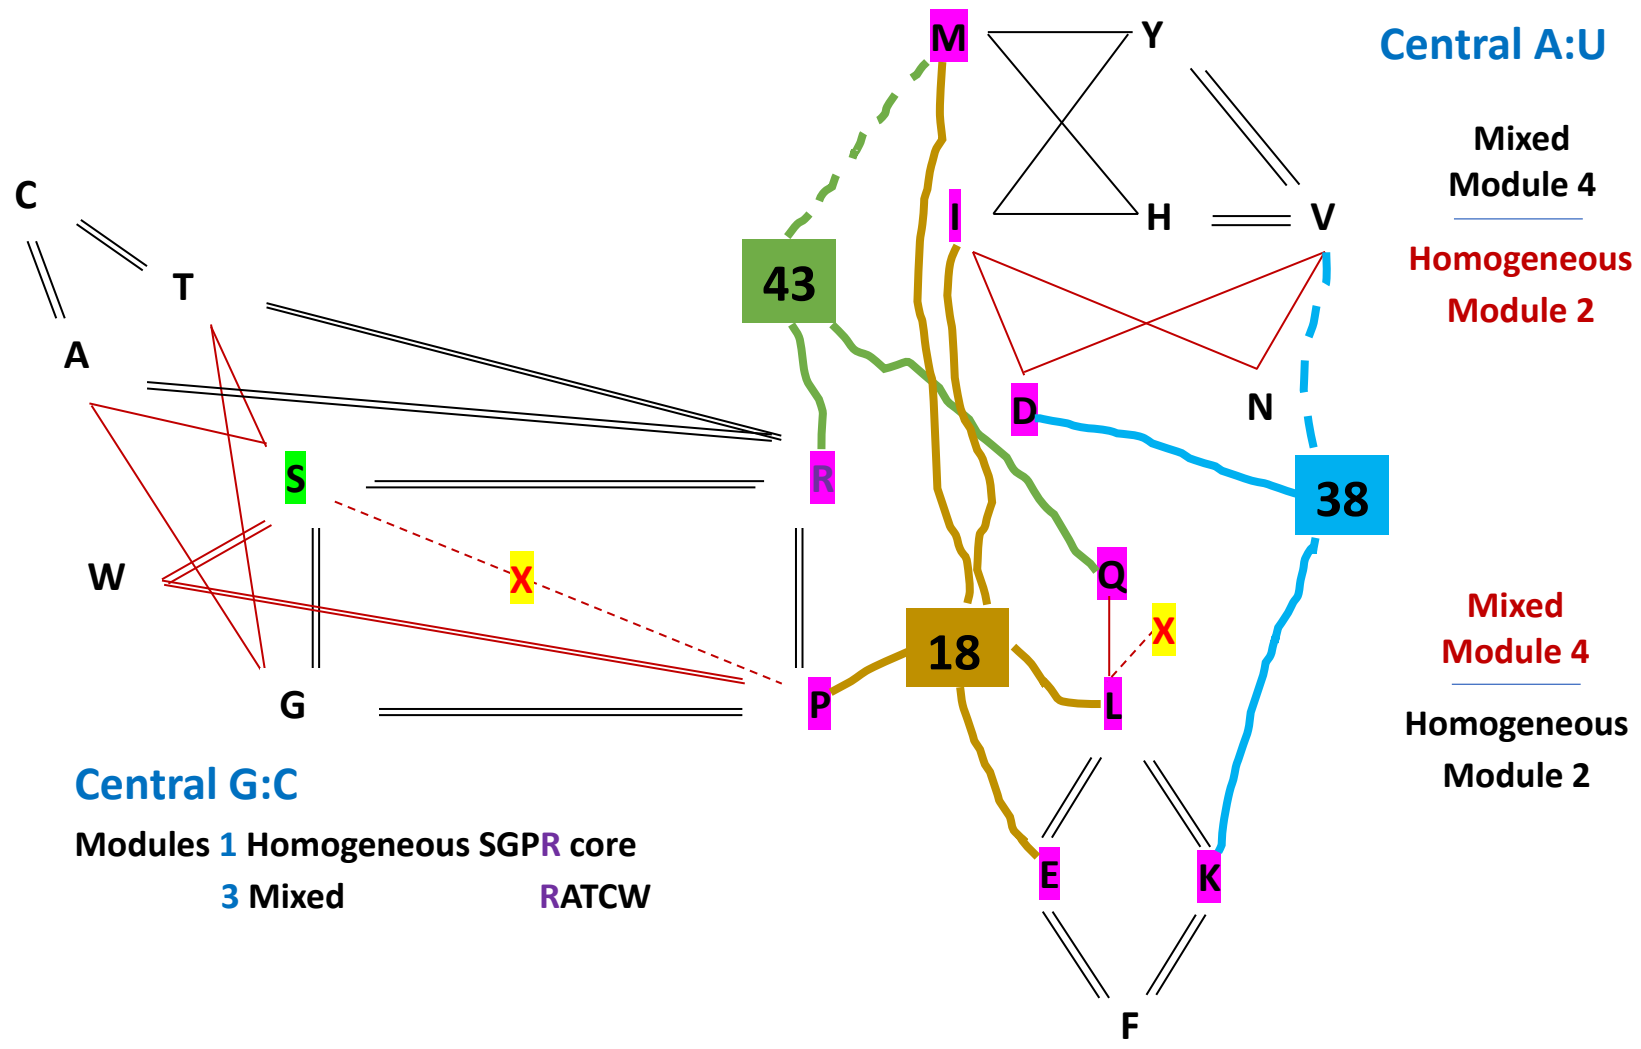 M
Y
Central A:U
Mixed
Module 4
C
I
H
V
Homogeneous
Module 2
T
43
A
D
N
S
R
38
W
X
Q
Mixed
Module 4
X
18
G
P
L
Homogeneous
Module 2
Central G:C
Modules 1 Homogeneous SGPR core
3 Mixed RATCW
E
K
F